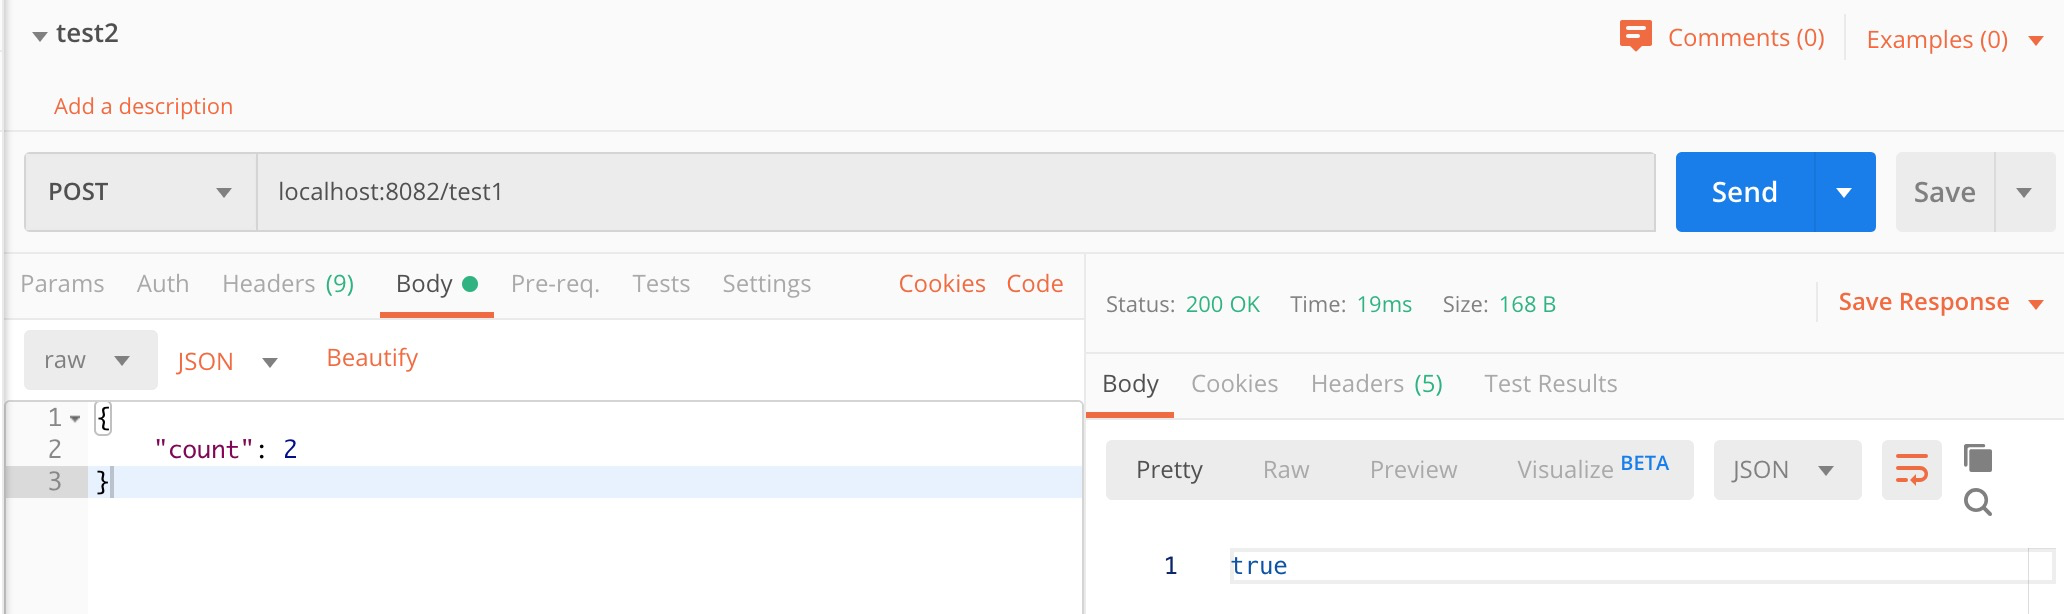 test2
Comments (0)
Examples (0)
Add a description
POST
localhost:8082/test1
Send
Save
Params Auth Headers (9) Body Pre-req. Tests Settings Cookies Code
raw JSON Beautify
1 {
2 "count": 2
3 }
Status: 200 OK Time: 19ms Size: 168 B Save Response
Body Cookies Headers (5) Test Results
Pretty Raw Preview Visualize BETA JSON
1 true